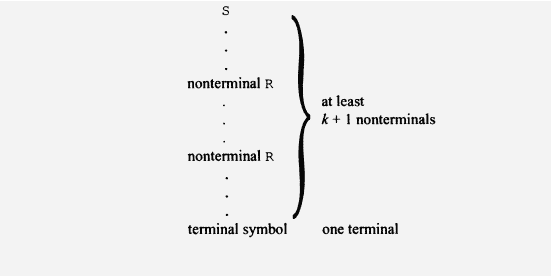 S
.
.
.
nonterminal R
.
.
.
nonterminal R
.
.
.
terminal symbol
at least
k + 1 nonterminals
one terminal